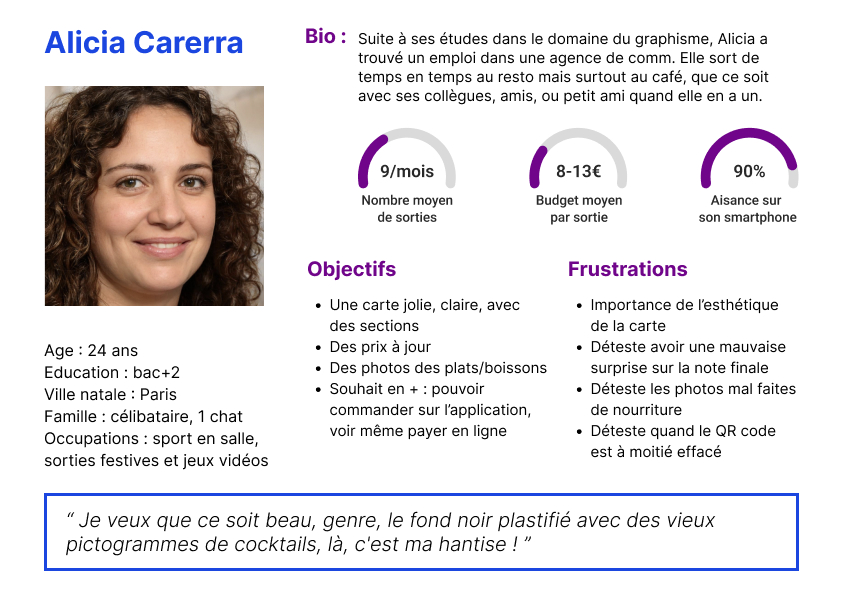 Alicia Carerra
Bio :
Suite à ses études dans le domaine du graphisme, Alicia a
trouvé un emploi dans une agence de comm. Elle sort de
temps en temps au resto mais surtout au café, que ce soit
avec ses collègues, amis, ou petit ami quand elle en a un.
9/mois
Nombre moyen
de sorties
8-13€
Budget moyen
par sortie
90%
Aisance sur
son smartphone
Age : 24 ans
Education : bac+2
Ville natale : Paris
Famille : célibataire, 1 chat
Occupations : sport en salle,
sorties festives et jeux vidéos
Objectifs
• Une carte jolie, claire, avec
des sections
• Des prix à jour
• Des photos des plats/boissons
• Souhait en + : pouvoir
commander sur l’application,
voir même payer en ligne
Frustrations
• Importance de l’esthétique
de la carte
• Déteste avoir une mauvaise
surprise sur la note finale
• Déteste les photos mal faites
de nourriture
• Déteste quand le QR code
est à moitié effacé
“ Je veux que ce soit beau, genre, le fond noir plastifié avec des vieux
pictogrammes de cocktails, là, c'est ma hantise ! ”